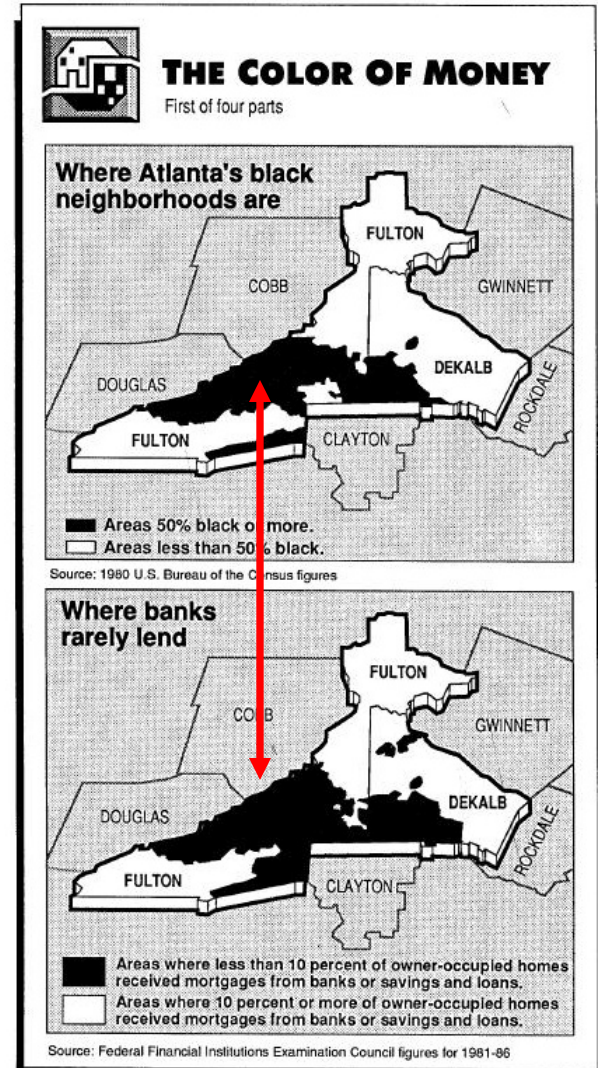 THE COLOR OF MONEY
First of four parts
Where Atlanta's black
neighborhoods are
FULTON
COBB
GWINNETT
DOUGLAS
DEKALB
ROCKDALE
FULTON
CLAYTON
Areas 50% black or more.
Areas less than 50% black.
Source: 1980 U.S. Bureau of the Census figures
Where banks
rarely lend
FULTON
COBB
GWINNETT
DOUGLAS
DEKALB
ROCKDALE
FULTON
CLAYTON
Areas where less than 10 percent of owner-occupied homes
received mortgages from banks or savings and loans.
Areas where 10 percent or more of owner-occupied homes
received mortgages from banks or savings and loans.
Source: Federal Financial Institutions Examination Council figures for 1981-86